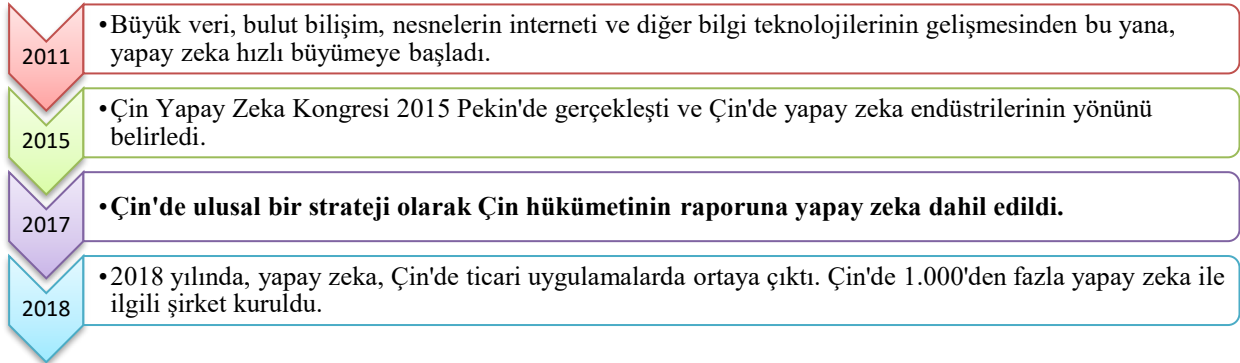 2011
•Büyük veri, bulut bilişim, nesnelerin interneti ve diğer bilgi teknolojilerinin gelişmesinden bu yana,
yapay zeka hızlı büyümeye başladı.
2015
•Çin Yapay Zeka Kongresi 2015 Pekin'de gerçekleşti ve Çin'de yapay zeka endüstrilerinin yönünü
belirledi.
2017
•Çin'de ulusal bir strateji olarak Çin hükümetinin raporuna yapay zeka dahil edildi.
2018
•2018 yılında, yapay zeka, Çin'de ticari uygulamalarda ortaya çıktı. Çin'de 1.000'den fazla yapay zeka ile
ilgili şirket kuruldu.